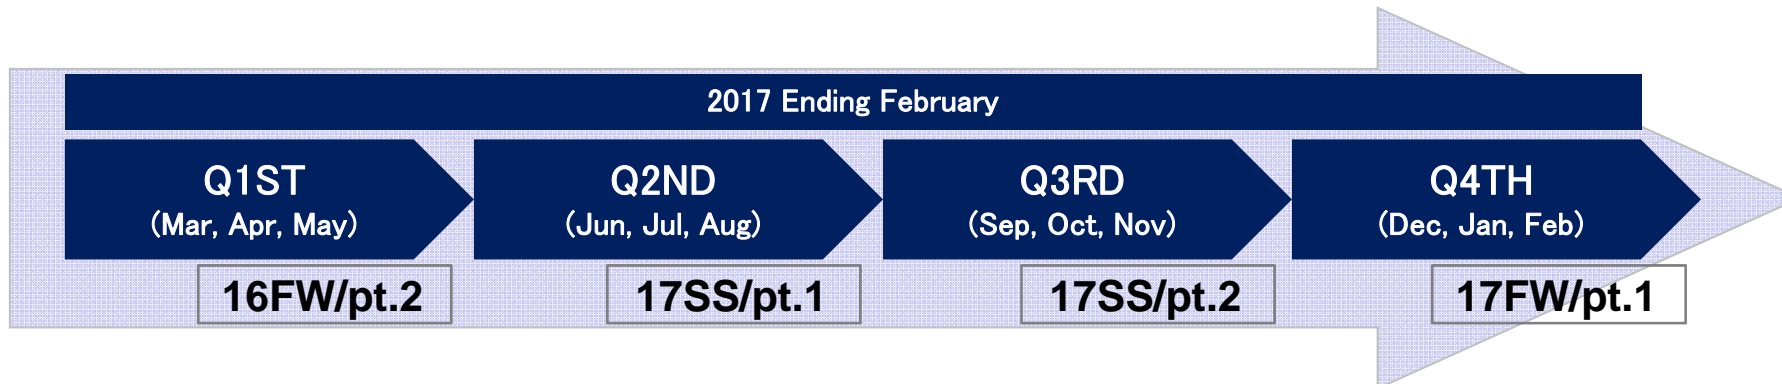 2017 Ending February
Q1ST
(Mar, Apr, May)
Q2ND
(Jun, Jul, Aug)
Q3RD
(Sep, Oct, Nov)
Q4TH
(Dec, Jan, Feb)
16FW/pt.2
17SS/pt.1
17SS/pt.2
17FW/pt.1